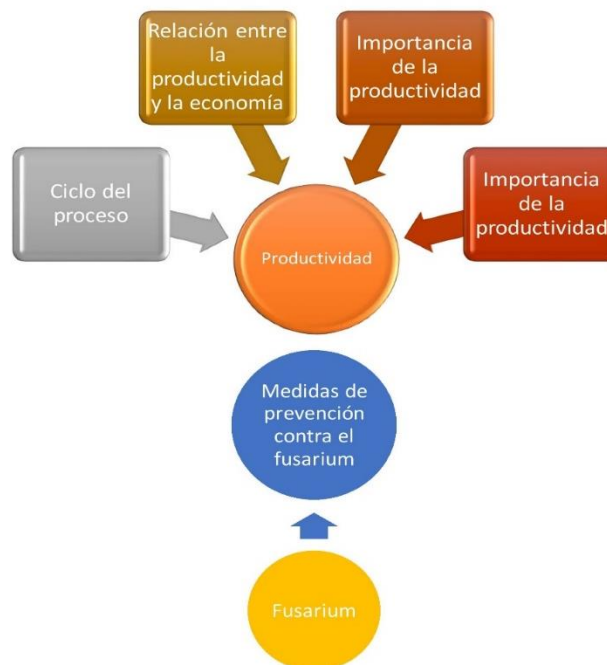 Relación entre
la
productividad
y la economía
Importancia
de la
productividad
Ciclo del
proceso
Importancia
de la
productividad
Productividad
Medidas de
prevención
contra el
fusarium
Fusarium